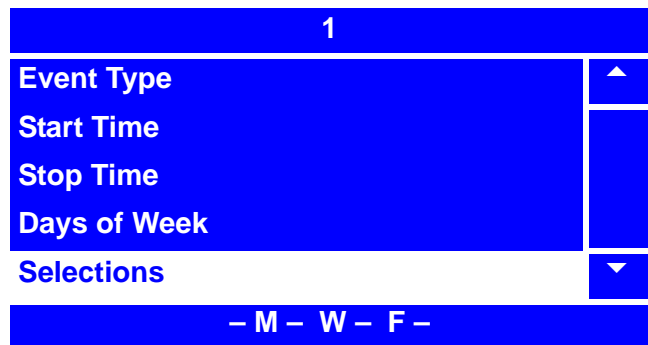 1
Event Type
Start Time
Stop Time
Days of Week
Selections
– M – W – F –